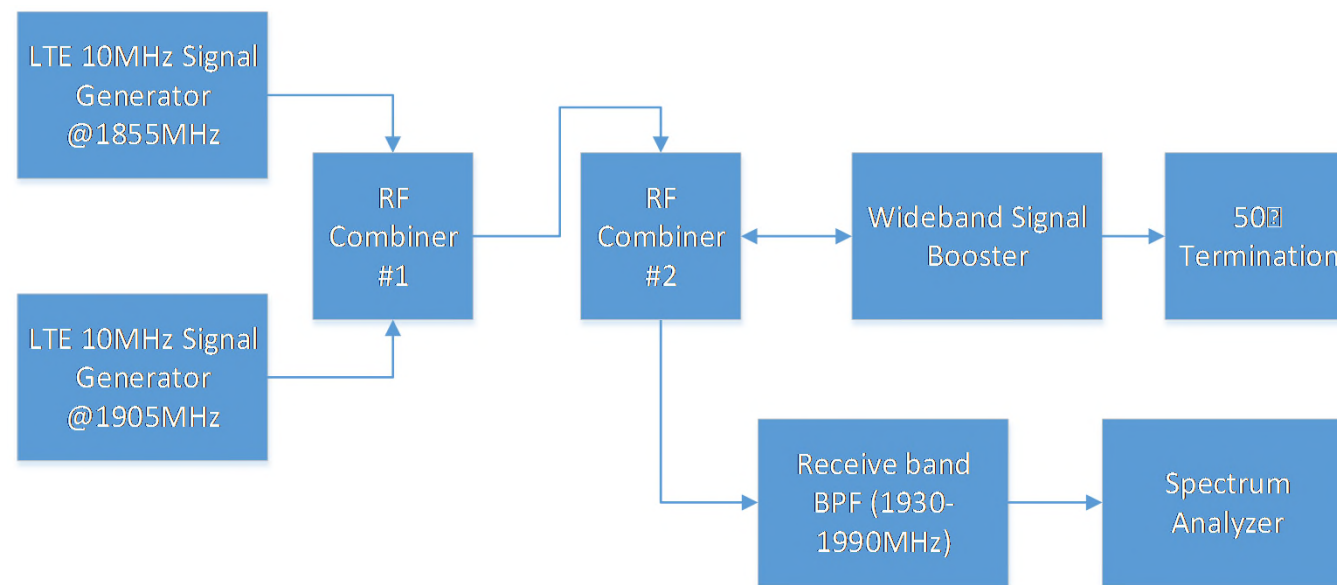 LTE 10MHz Signal
Generator
@1855MHz
RF
Combiner
#1
RF
Combiner
#2
Wideband Signal
Booster
50
Termination
LTE 10MHz Signal
Generator
@1905MHz
Receive band
BPF (1930-
1990MHz)
Spectrum
Analyzer